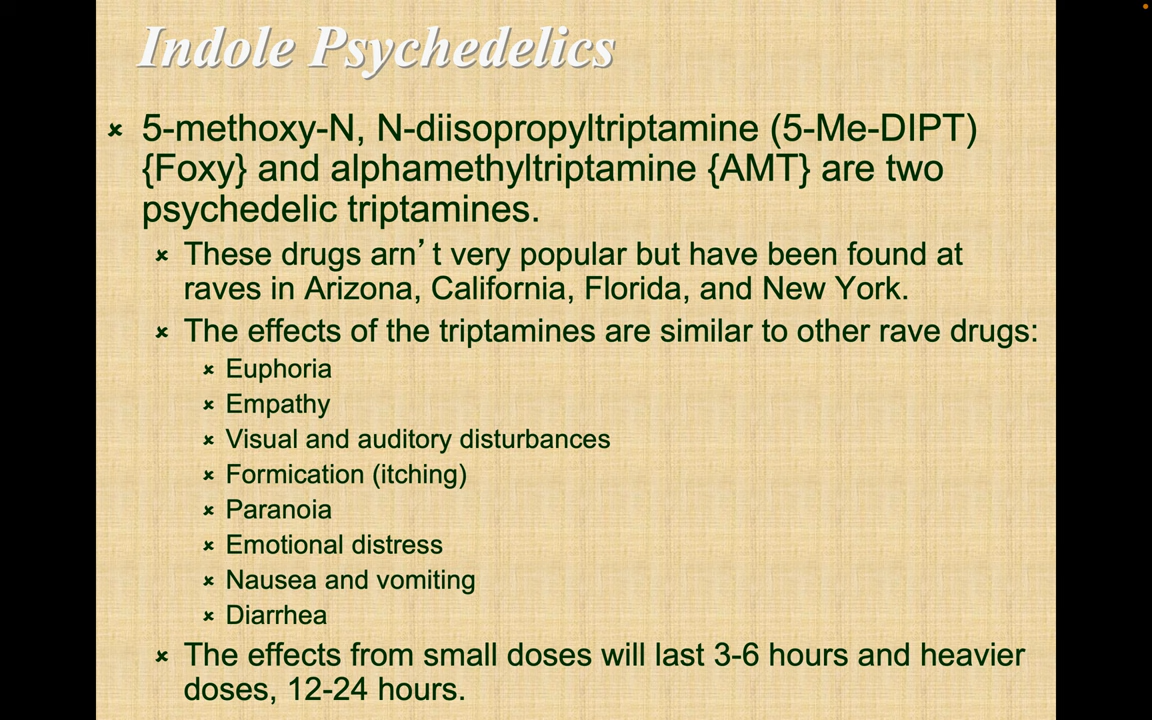 Indole Psychedelics
5-methoxy-N, N-diisopropyltriptamine (5-Me-DIPT)
{Foxy} and alphamethyltriptamine {AMT} are two
psychedelic triptamines.
These drugs arn’t very popular but have been found at
raves in Arizona, California, Florida, and New York.
The effects of the triptamines are similar to other rave drugs:
Euphoria
Empathy
Visual and auditory disturbances
Formication (itching)
Paranoia
Emotional distress
Nausea and vomiting
Diarrhea
The effects from small doses will last 3-6 hours and heavier
doses, 12-24 hours.